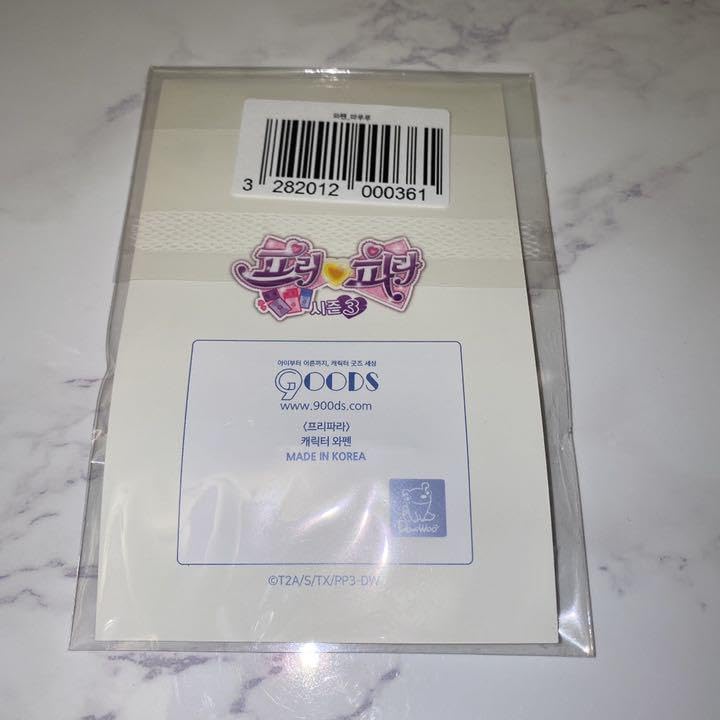 와펜_마루루
3 282012 000361
프리 파라
시즌3
아이부터 어른까지, 캐릭터 굿즈 세상
900DS
www.900ds.com
<프리파라>
캐릭터 와펜
MADE IN KOREA
DaWoo
©T2A/S/TX/PP3-DW